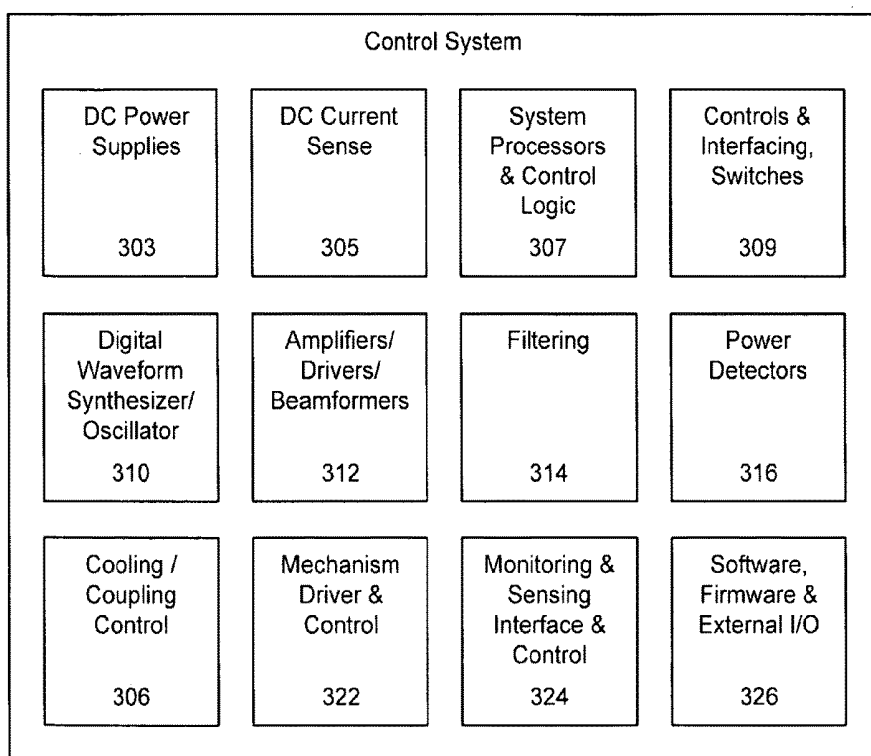 Control System
DC Power
Supplies
303
DC Current
Sense
305
System
Processors
& Control
Logic
307
Controls &
Interfacing,
Switches
309
Digital
Waveform
Synthesizer/
Oscillator
310
Amplifiers/
Drivers/
Beamformers
312
Filtering
314
Power
Detectors
316
Cooling /
Coupling
Control
306
Mechanism
Driver &
Control
322
Monitoring &
Sensing
Interface &
Control
324
Software,
Firmware &
External I/O
326